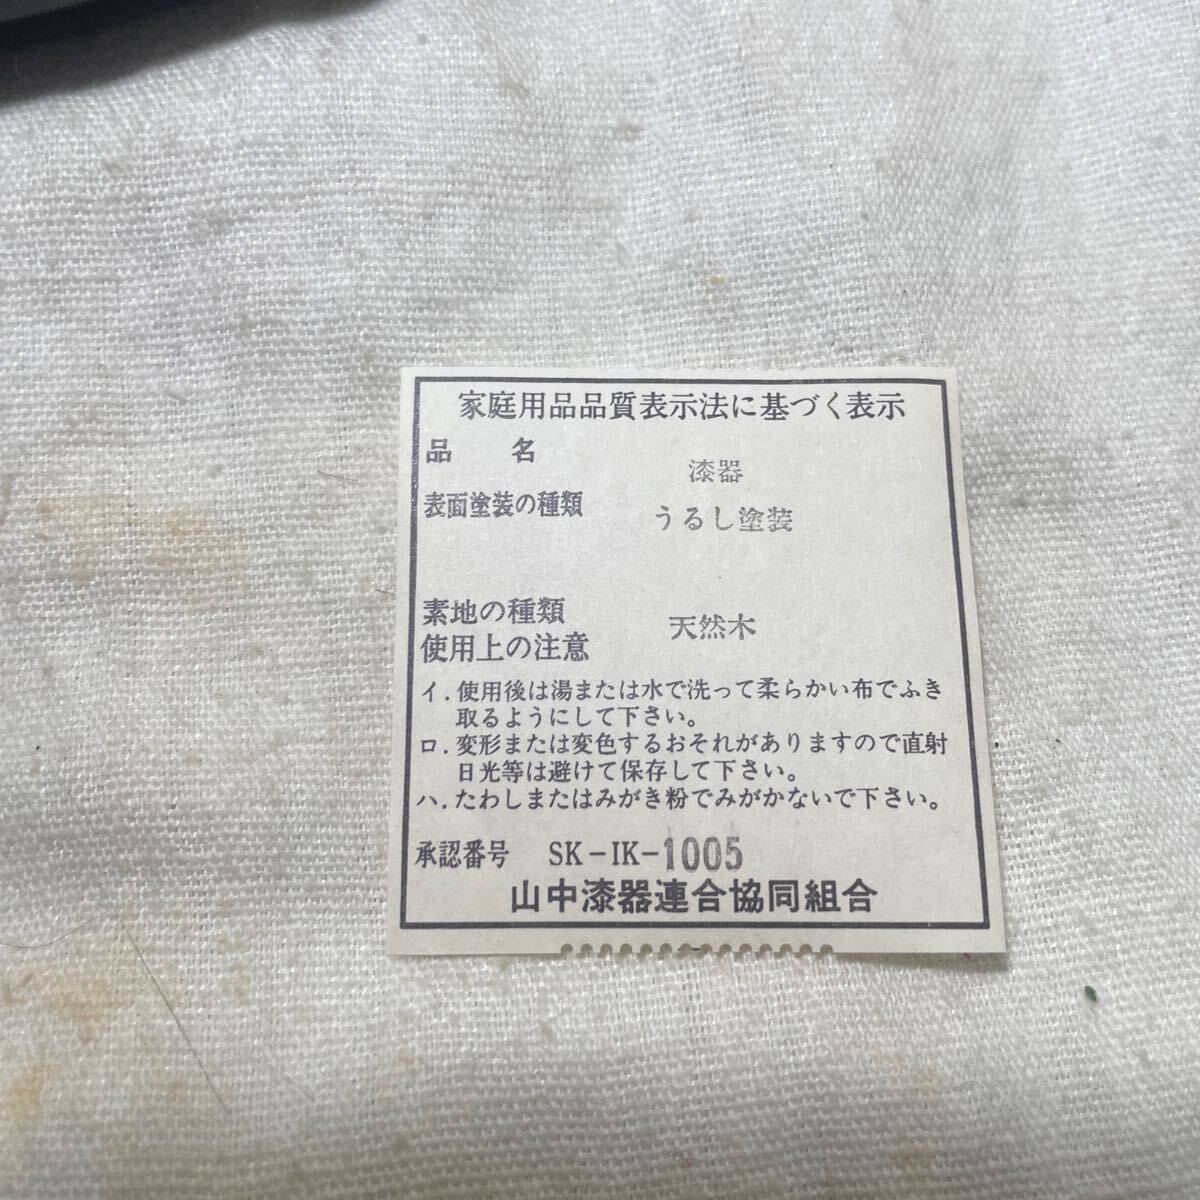 家庭用品品質表示法に基づく表示
品　名　漆器
表面塗装の種類　うるし塗装
素地の種類　天然木
使用上の注意
イ．使用後は湯または水で洗って柔らかい布でふき
取るようにして下さい。
ロ．変形または変色するおそれがありますので直射
日光等は避けて保存して下さい。
ハ．たわしまたはみがき粉でみがかないで下さい。
承認番号　SK－IK－1005
山中漆器連合協同組合